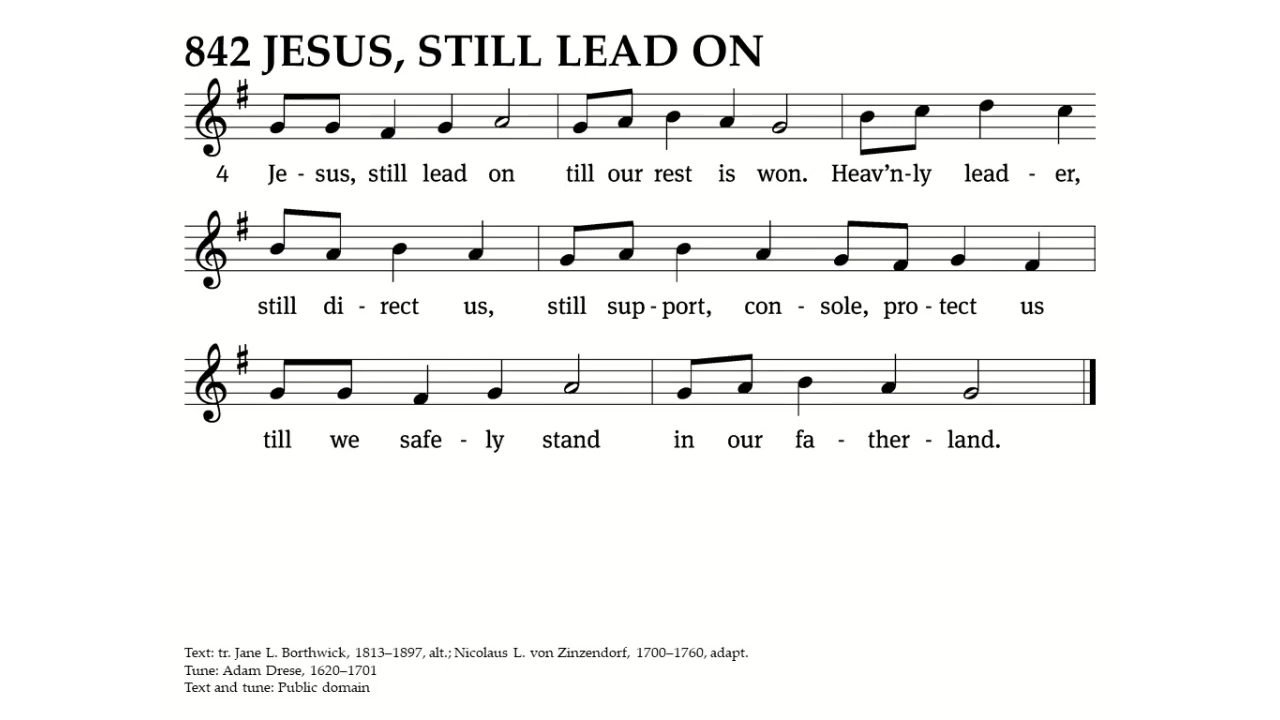 842 JESUS, STILL LEAD ON
4 Je - sus, still lead on till our rest is won. Heav’n-ly lead - er,
still di - rect us, still sup - port, con - sole, pro - tect us
till we safe - ly stand in our fa - ther - land.
Text: tr. Jane L. Borthwick, 1813–1897, alt.; Nicolaus L. von Zinzendorf, 1700–1760, adapt.
Tune: Adam Drese, 1620–1701
Text and tune: Public domain